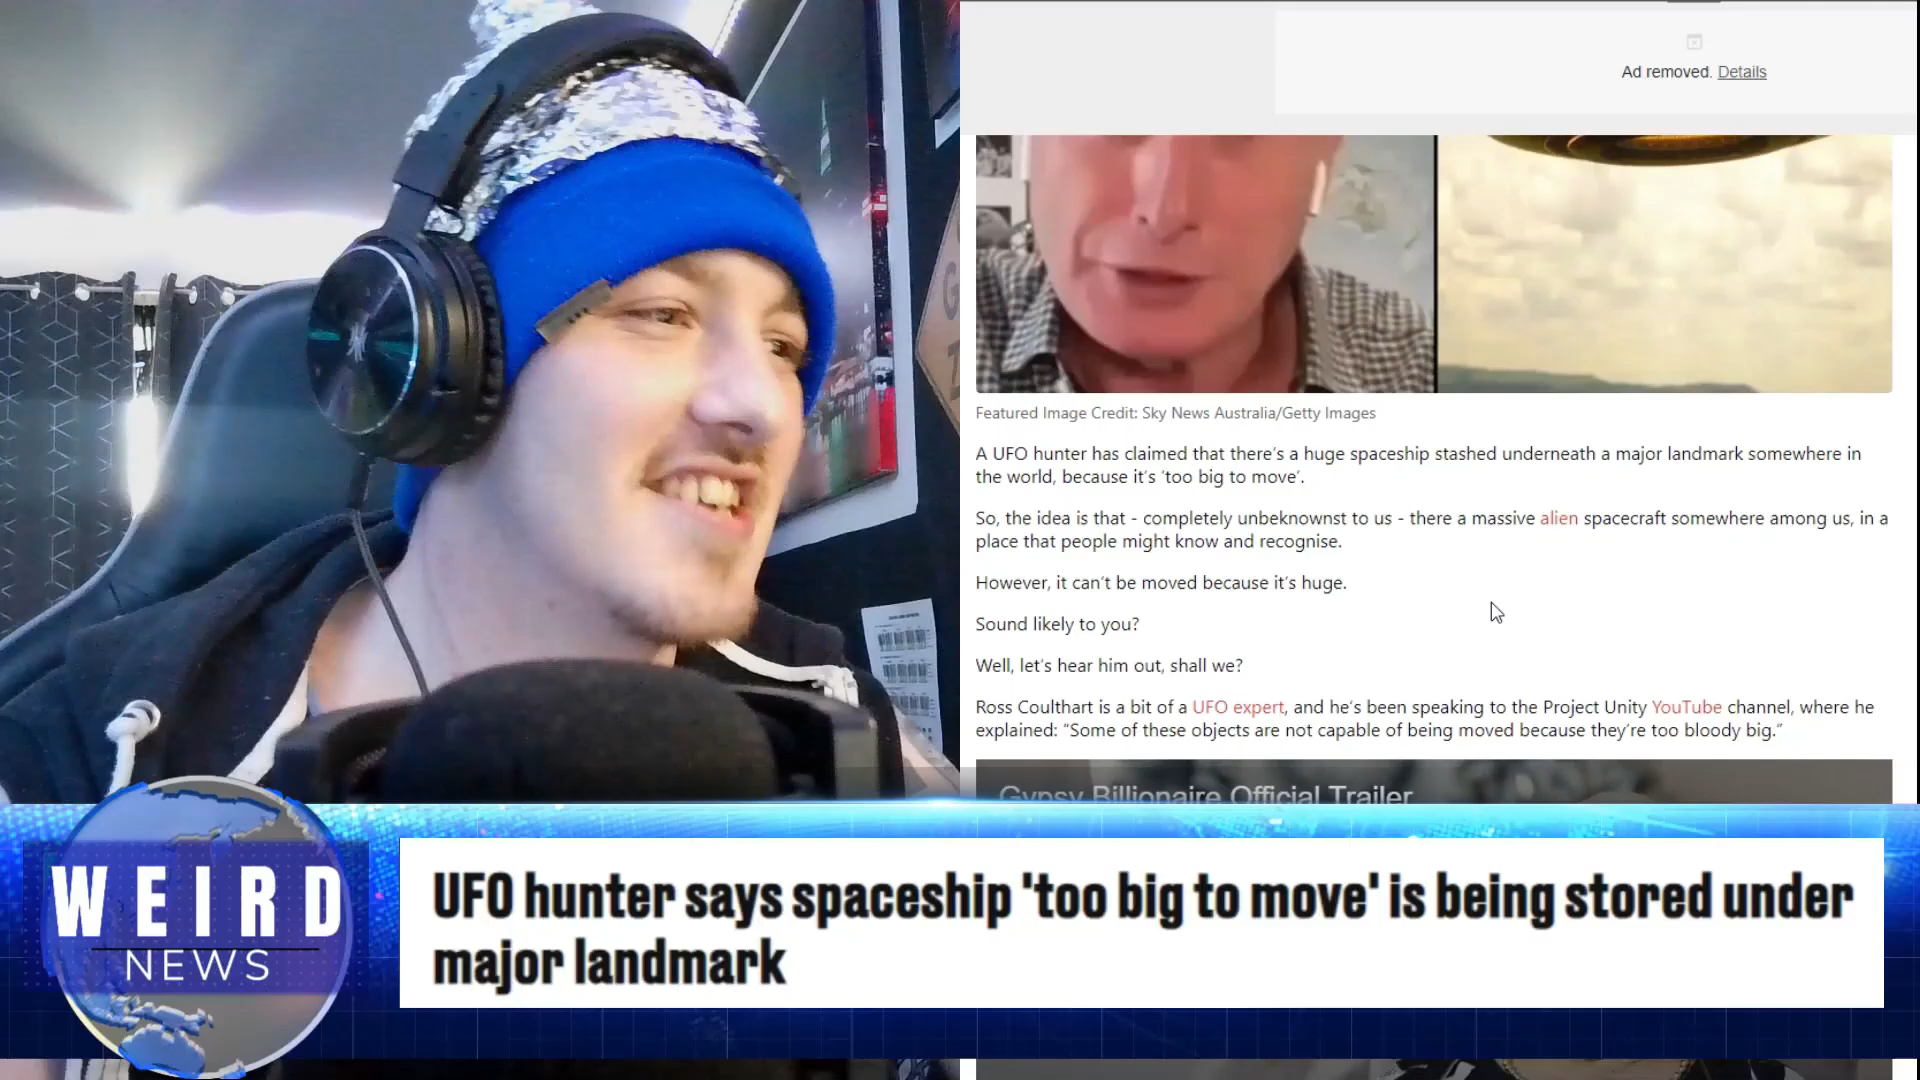 Ad removed. Details
Featured Image Credit: Sky News Australia/Getty Images
A UFO hunter has claimed that there's a huge spaceship stashed underneath a major landmark somewhere in
the world, because it's 'too big to move'.
So, the idea is that - completely unbeknownst to us - there a massive alien spacecraft somewhere among us, in a
place that people might know and recognise.
However, it can't be moved because it's huge.
Sound likely to you?
Well, let's hear him out, shall we?
Ross Coulthart is a bit of a UFO expert, and he's been speaking to the Project Unity YouTube channel, where he
explained: "Some of these objects are not capable of being moved because they're too bloody big."
Gypsy Billionaire Official Trailer
WEIRD
NEWS
UFO hunter says spaceship 'too big to move' is being stored under
major landmark